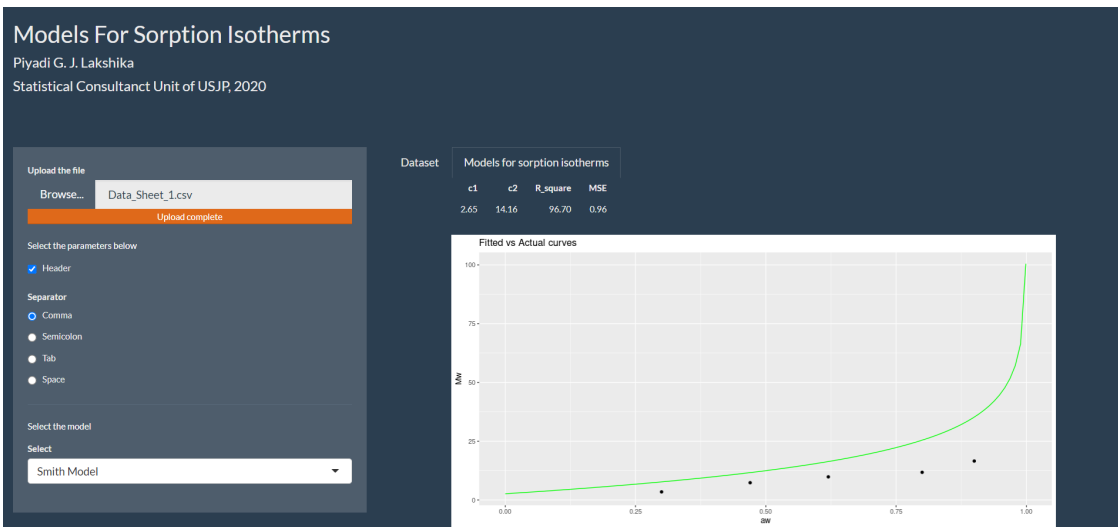 Models For Sorption Isotherms
Piyadi G. J. Lakshika
Statistical Consultanct Unit of USJP, 2020
Upload the file
Browse... Data_Sheet_1.csv
Upload complete
Select the parameters below
Header
Separator
Comma
Semicolon
Tab
Space
Select the model
Select
Smith Model
Dataset Models for sorption isotherms
c1 c2 R_square MSE
2.65 14.16 96.70 0.96
Fitted vs Actual curves
100
75
Mw
50
25
0
0.00 0.25 0.50 0.75 1.00
aw